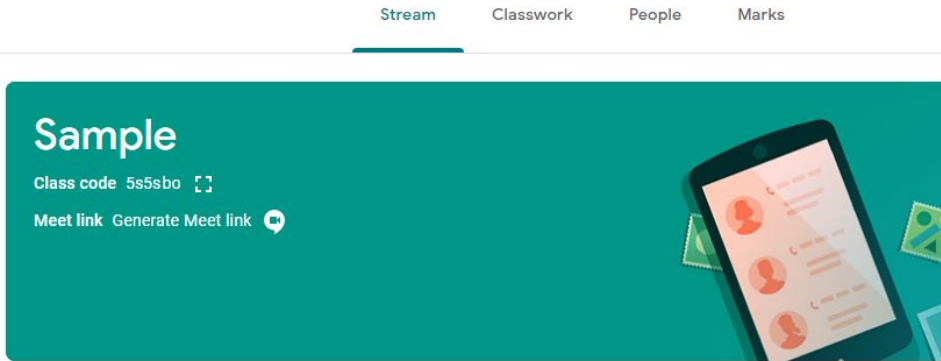 Stream Classwork People Marks
Sample
Class code 5s5sbo
Meet link Generate Meet link